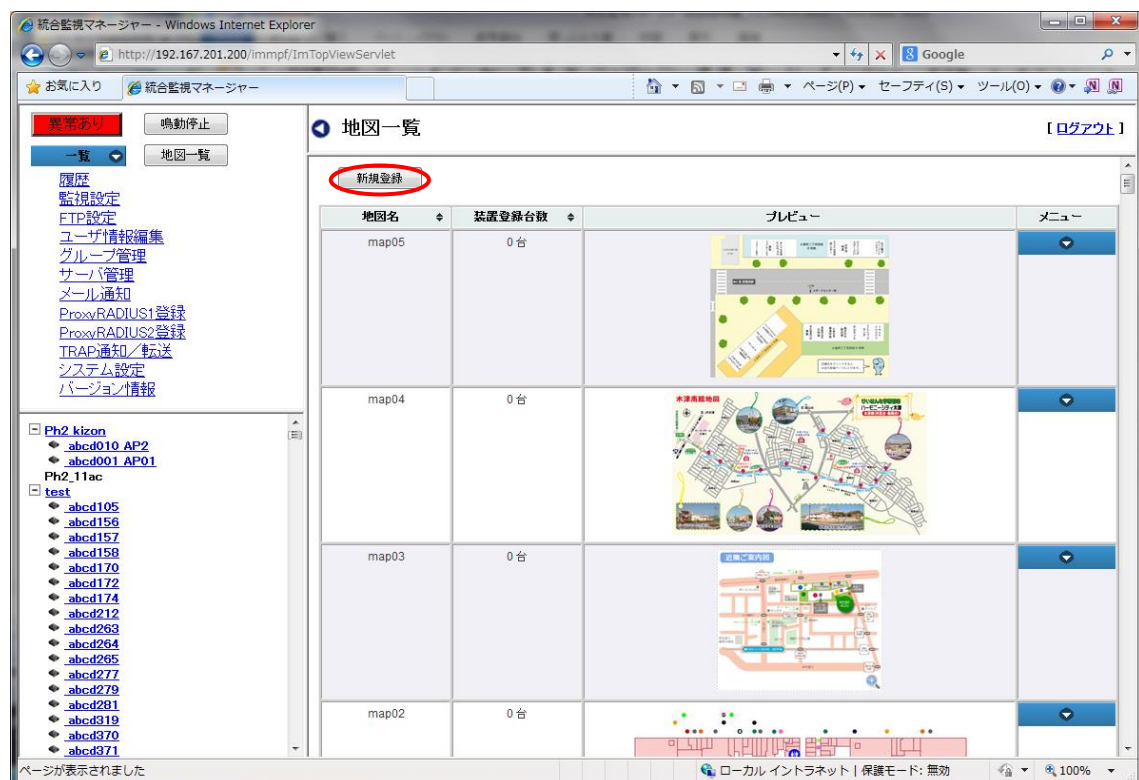 統合監視マネージャー - Windows Internet Explorer
http://192.167.201.200/immpf/ImTopViewServlet
Google
お気に入り
統合監視マネージャー
ページ(P)
セーフティ(S)
ツール(O)
異常あり
鳴動停止
一覧
地図一覧
履歴
監視設定
FTP設定
ユーザ情報編集
グループ管理
サーバ管理
メール通知
ProxyRADIUS1登録
ProxyRADIUS2登録
TRAP通知／転送
システム設定
バージョン情報
Ph2 kizon
abcd010 AP2
abcd001 AP01
Ph2_11ac
test
abcd105
abcd156
abcd157
abcd158
abcd170
abcd172
abcd174
abcd212
abcd263
abcd264
abcd265
abcd277
abcd279
abcd281
abcd319
abcd370
abcd371
地図一覧
[ ログアウト ]
新規登録
地図名 装置登録台数 プレビュー メニュー
map05 0 台
map04 0 台
木津南路地図
map03 0 台
近隣ご案内図
map02 0 台
ページが表示されました
ローカル イントラネット | 保護モード: 無効
100%